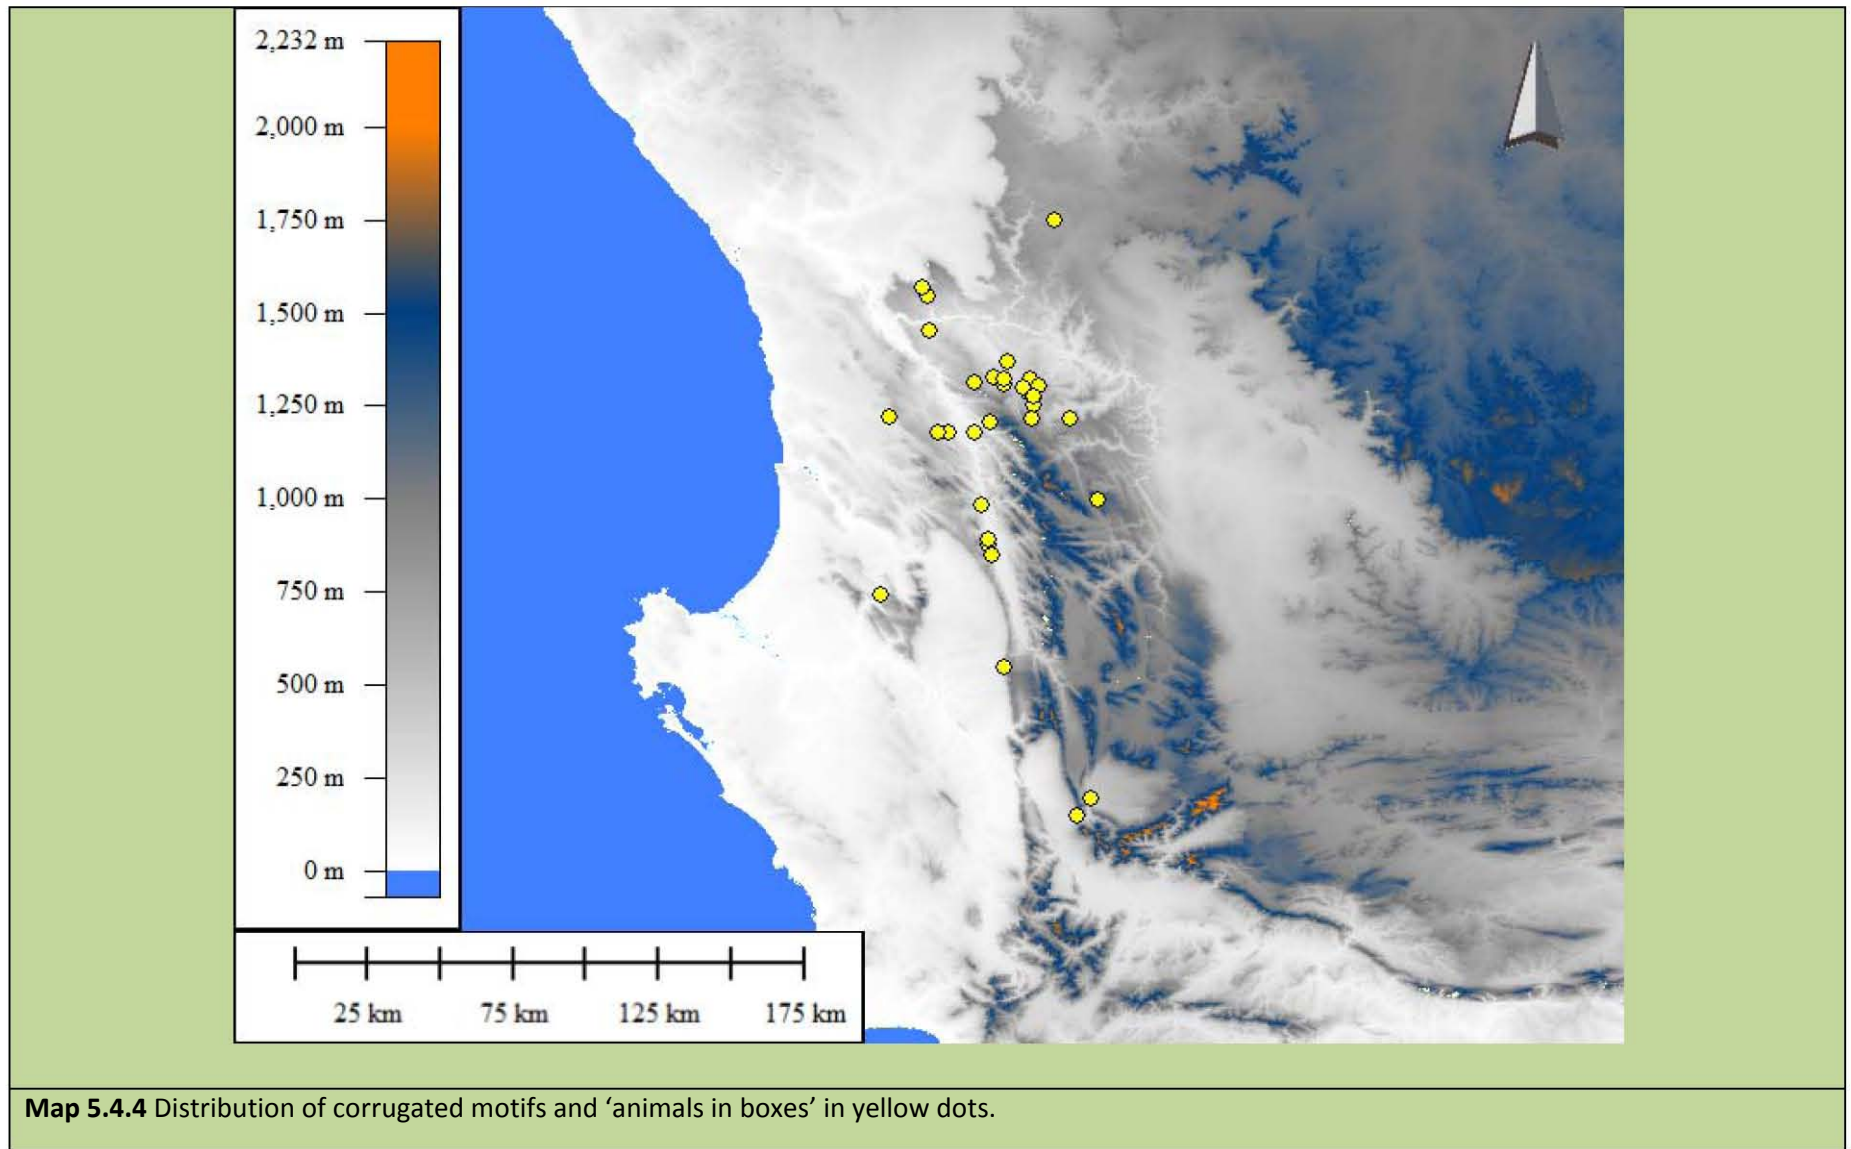 2,232 m
2,000 m
1,750 m
1,500 m
1,250 m
1,000 m
750 m
500 m
250 m
0 m
25 km 75 km 125 km 175 km
Map 5.4.4 Distribution of corrugated motifs and ‘animals in boxes’ in yellow dots.